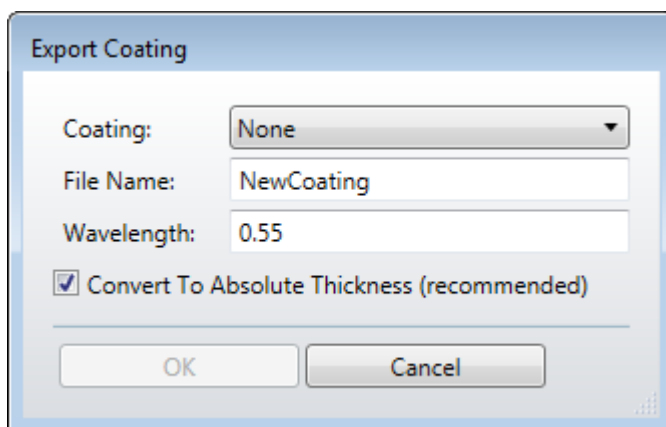 Export Coating
Coating: None
File Name: NewCoating
Wavelength: 0.55
Convert To Absolute Thickness (recommended)
OK Cancel